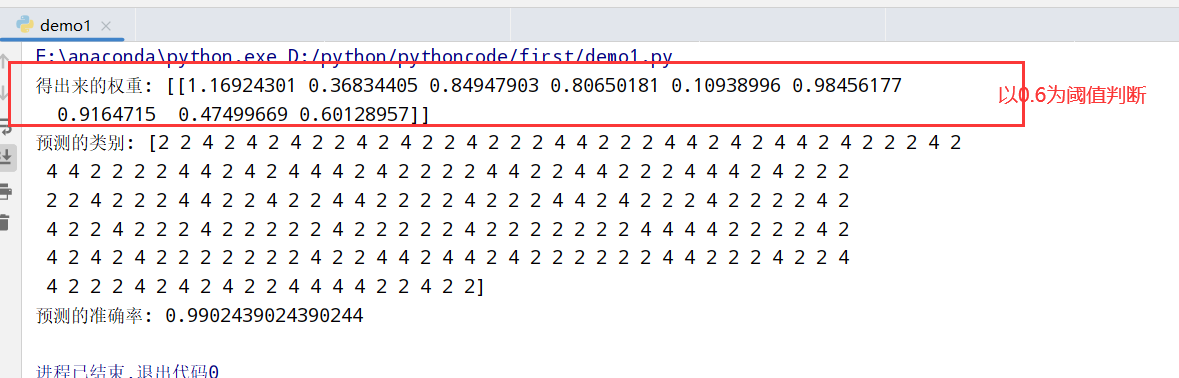 demo1
E:\anaconda\python.exe D:/python/pythoncode/first/demo1.py
得出来的权重: [[1.16924301 0.36834405 0.84947903 0.80650181 0.10938996 0.98456177
0.9164715 0.47499669 0.60128957]]
以0.6为阈值判断
预测的类别: [2 2 4 2 4 2 4 2 2 4 2 4 2 2 4 2 2 2 4 4 2 2 2 4 4 2 4 2 4 4 2 4 2 2 2 4 2
4 4 2 2 2 2 4 4 2 4 2 4 4 4 2 4 2 2 2 2 4 4 2 2 4 4 2 2 2 4 4 4 2 4 2 2 2
2 2 4 2 2 2 4 4 2 2 4 2 2 4 4 2 2 2 2 4 2 2 2 4 4 2 4 2 2 2 4 2 2 2 2 4 2
4 2 2 4 2 2 2 4 2 2 2 2 4 2 2 2 4 2 2 2 2 4 2 2 2 2 2 4 4 4 4 2 2 2 2 4 2
4 2 4 2 4 2 2 2 2 2 2 4 2 2 4 4 2 4 4 2 4 2 2 2 2 2 2 4 4 2 2 2 4 2 2 4
4 2 2 2 4 2 4 2 4 2 2 4 4 4 4 2 2 4 2 2]
预测的准确率: 0.9902439024390244
进程已结束,退出代码0